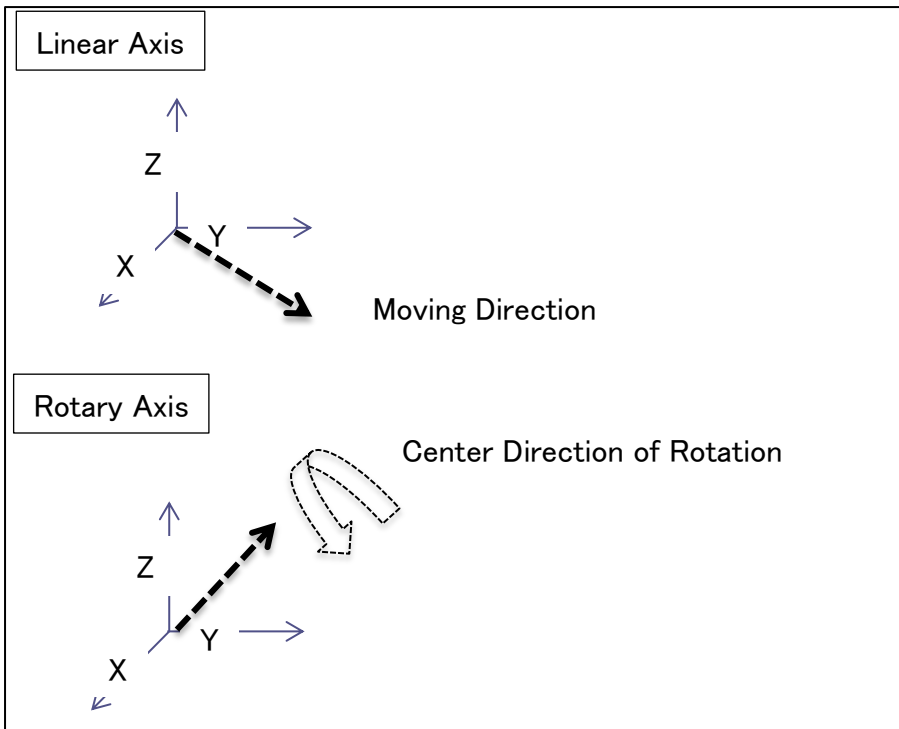 Linear Axis
Z
Y
X
Moving Direction
Rotary Axis
Center Direction of Rotation
Z
Y
X